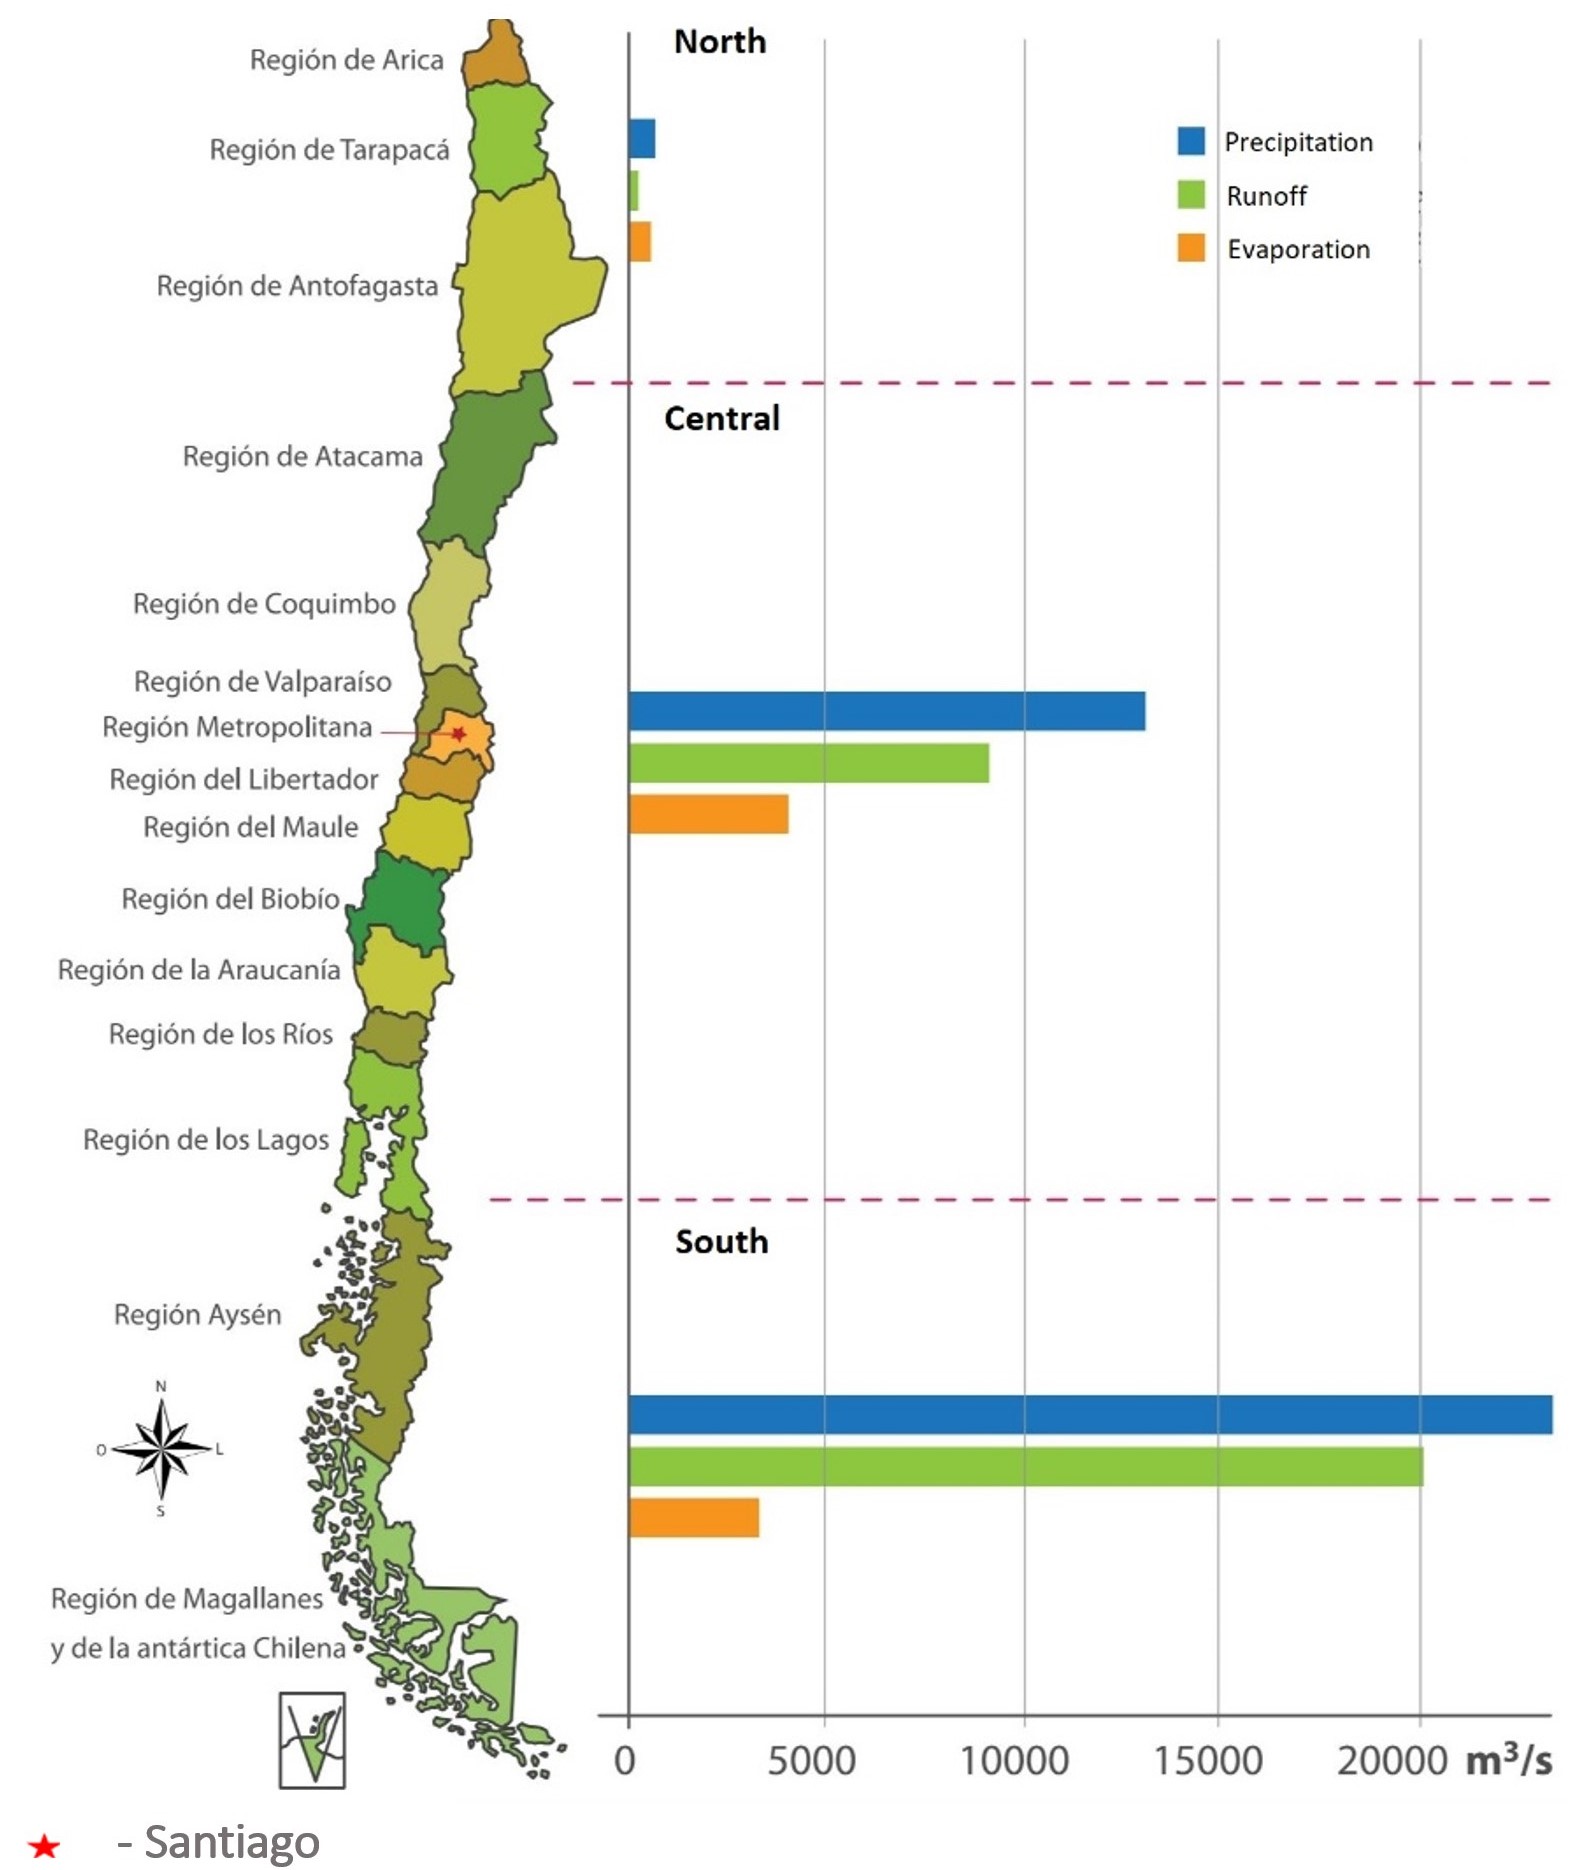 North
Región de Arica
Precipitation
Región de Tarapacá
Runoff
Evaporation
Región de Antofagasta
Central
Región de Atacama
Región de Coquimbo
Región de Valparaíso
Región Metropolitana
Región del Libertador
Región del Maule
Región del Biobío
Región de la Araucanía
Región de los Ríos
Región de los Lagos
South
Región Aysén
N
O L
S
Región de Magallanes
y de la antártica Chilena
0 5000 10000 15000 20000 m³/s
- Santiago